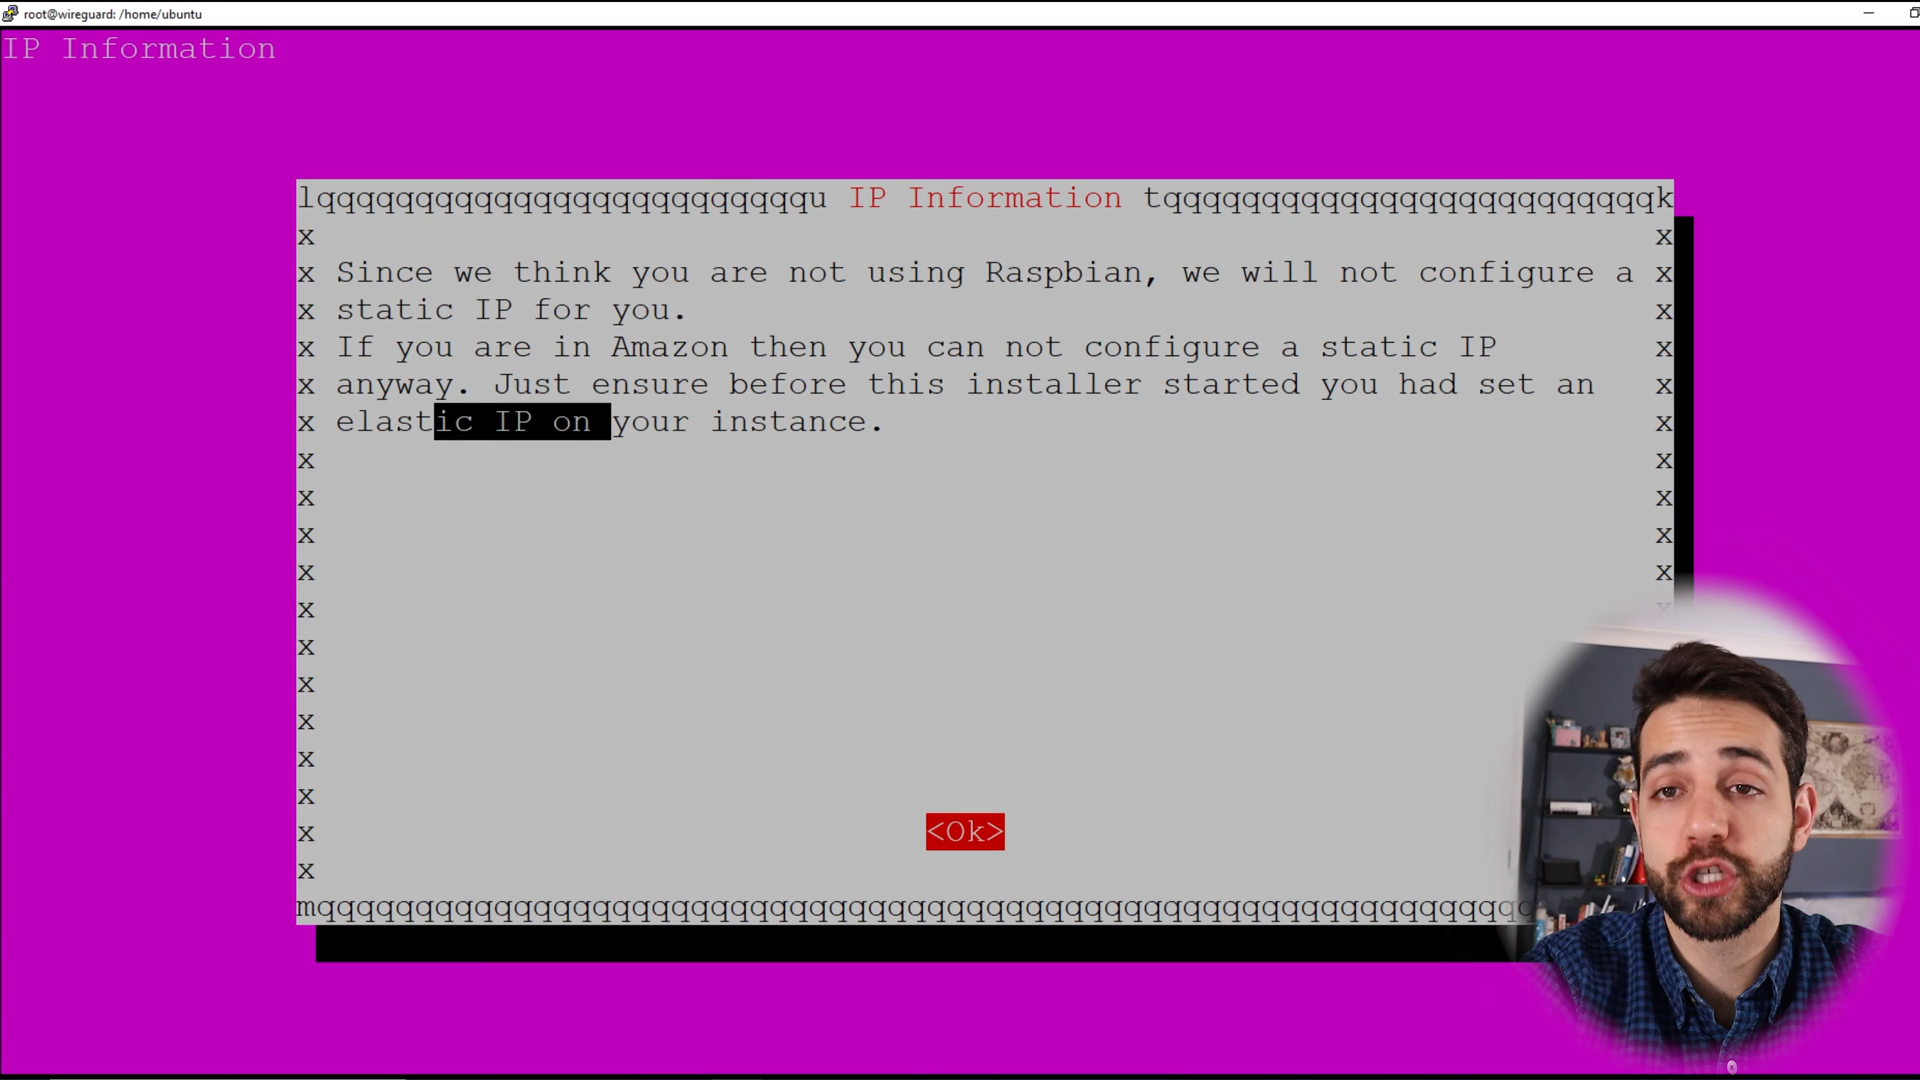 root@wireguard: /home/ubuntu
IP Information
lqqqqqqqqqqqqqqqqqqqqqqqqqu IP Information tqqqqqqqqqqqqqqqqqqqqqqqqqk
x x
x Since we think you are not using Raspbian, we will not configure a x
x static IP for you. x
x If you are in Amazon then you can not configure a static IP x
x anyway. Just ensure before this installer started you had set an x
x elastic IP on your instance. x
x x
x x
x x
x x
x x
x
x
x
x
x
x <Ok>
x
mqqqqqqqqqqqqqqqqqqqqqqqqqqqqqqqqqqqqqqqqqqqqqqqqqqqqqqqqqqqqqq